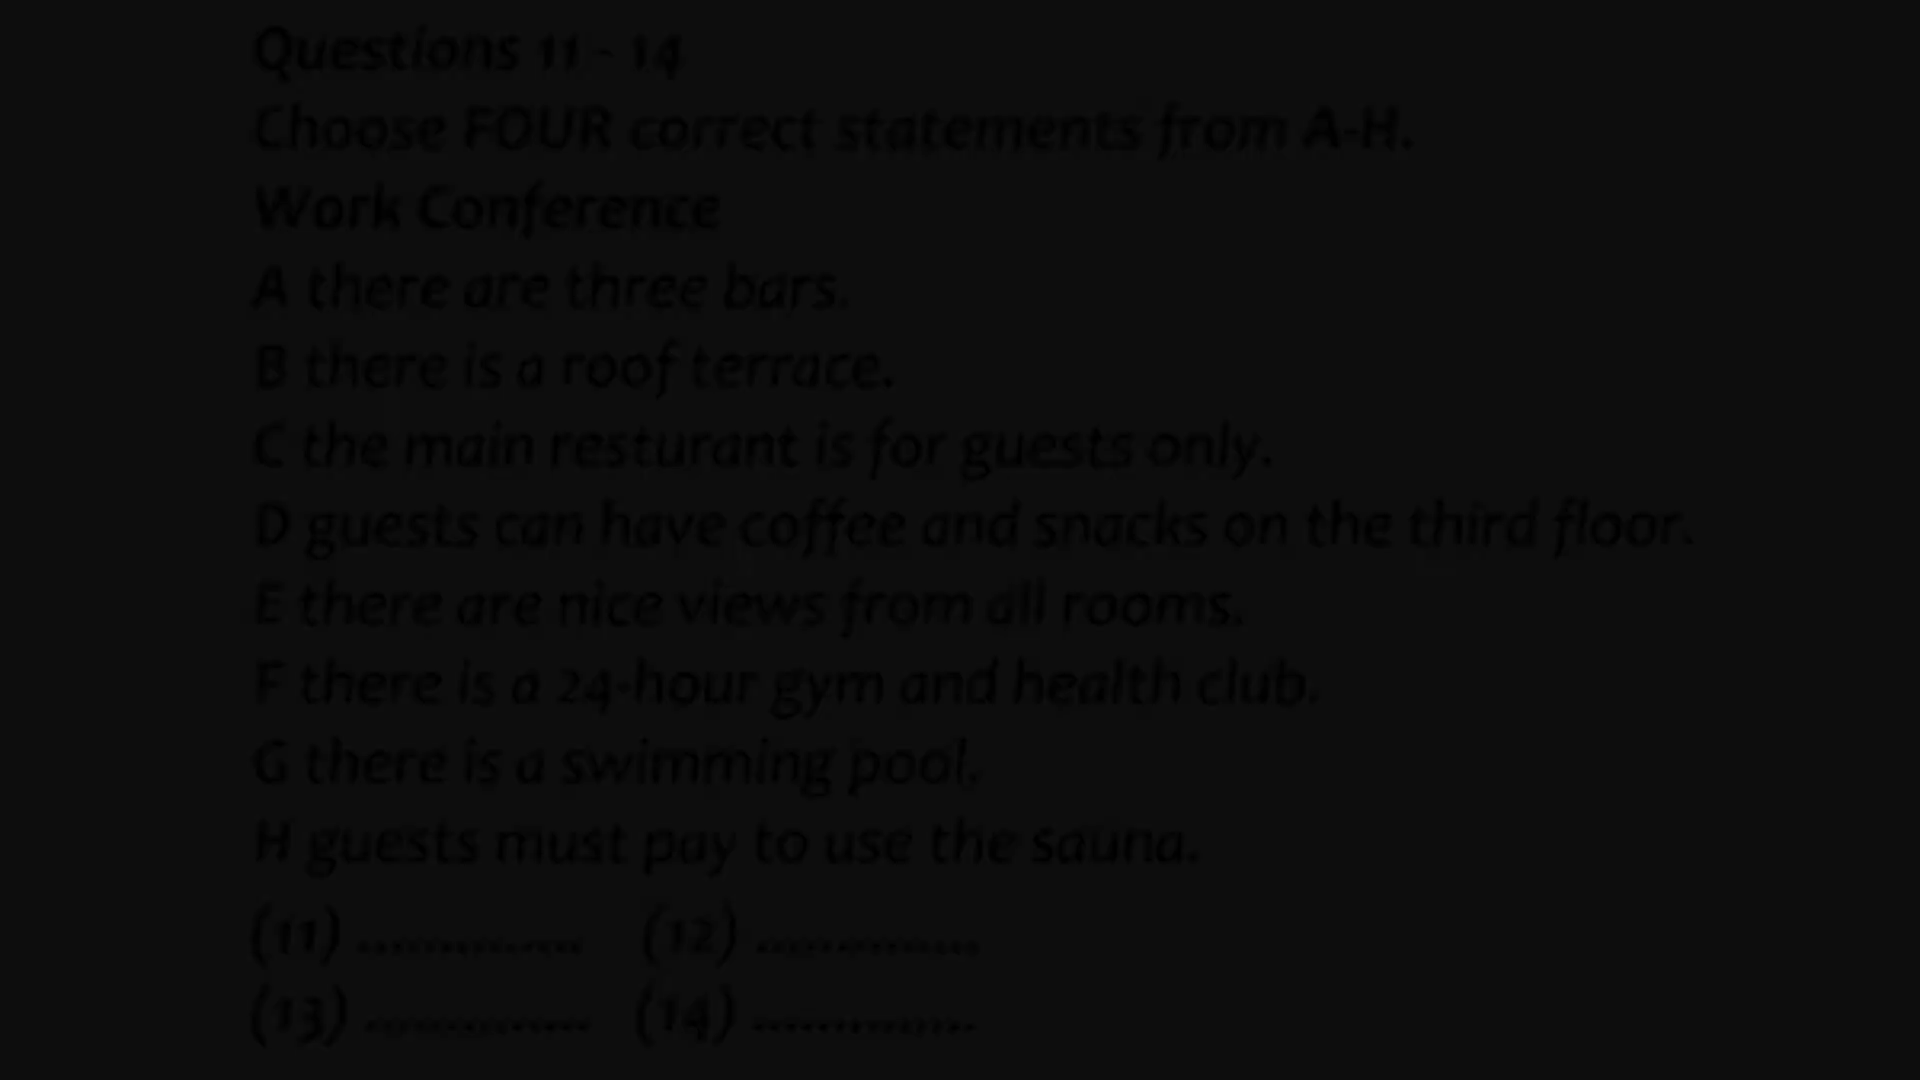 Questions 11 - 14
Choose FOUR correct statements from A-H.
Work Conference
A there are three bars.
B there is a roof terrace.
C the main resturant is for guests only.
D guests can have coffee and snacks on the third floor.
E there are nice views from all rooms.
F there is a 24-hour gym and health club.
G there is a swimming pool.
H guests must pay to use the sauna.
(11) .............. (12) ..............
(13) .............. (14) ..............